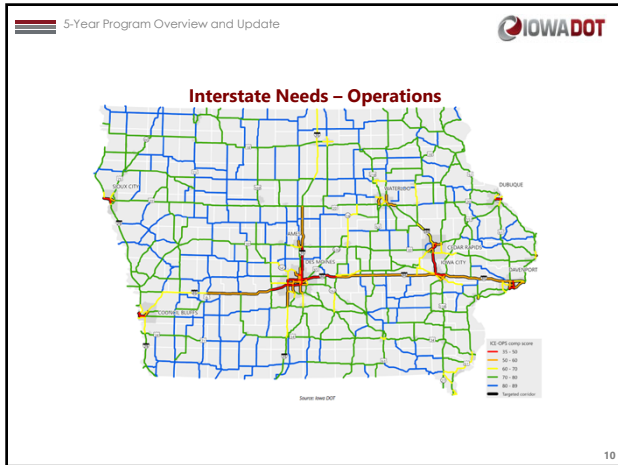 5-Year Program Overview and Update
IOWADOT
Interstate Needs – Operations
SIOUX CITY
WATERLOO
DUBUQUE
AMES
CEDAR RAPIDS
DES MOINES
IOWA CITY
DAVENPORT
COUNCIL BLUFFS
ICE-OPS comp score
35 - 50
50 - 60
60 - 70
70 - 80
80 - 89
Targeted corridor
Source: Iowa DOT
10